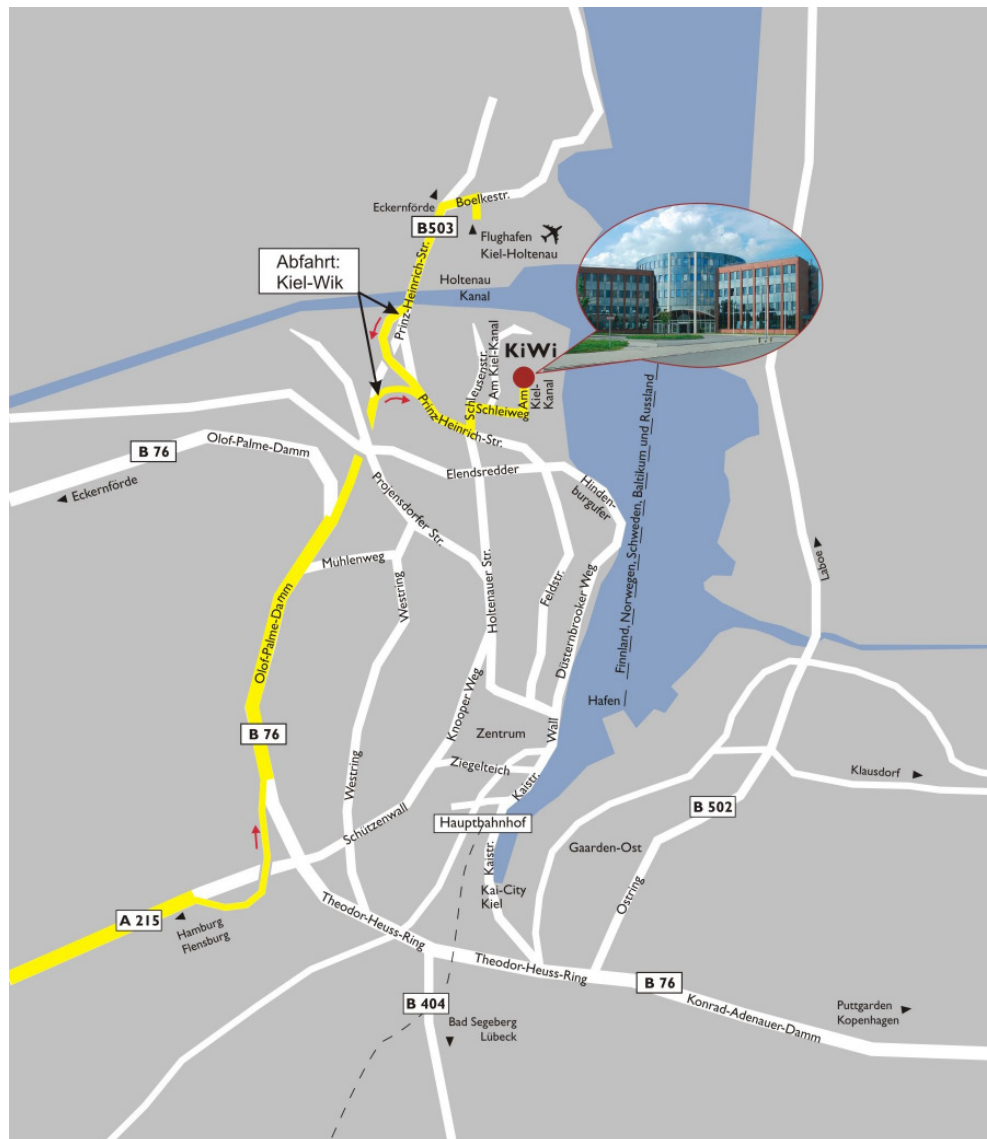 Eckernförde
Boelkestr.
B503
Flughafen
Kiel-Holtenau
Abfahrt:
Kiel-Wik
Prinz-Heinrich-Str.
Holtenau
Kanal
Schleusenstr.
Am Kiel-Kanal
KiWi
Schleiweg
Am
Kiel-
Kanal
Prinz-Heinrich-Str.
Olof-Palme-Damm
B 76
Eckernförde
Elendsredder
Hinden-
burgufer
Projensdorfer Str.
Muhlenweg
Westring
Holtenauer Str.
Feldstr.
Düsternbrooker Weg
Finnland, Norwegen, Schweden, Baltikum und Russland
Laboe
Olof-Palme-Damm
Hafen
Knooper Weg
Zentrum
Wall
B 76
Ziegelteich
Westring
Kaistr.
Klausdorf
B 502
Schützenwall
Hauptbahnhof
Kaistr.
Gaarden-Ost
Ostring
Kai-City
Kiel
A 215
Hamburg
Flensburg
Theodor-Heuss-Ring
Theodor-Heuss-Ring
B 76
B 404
Konrad-Adenauer-Damm
Puttgarden
Kopenhagen
Bad Segeberg
Lübeck